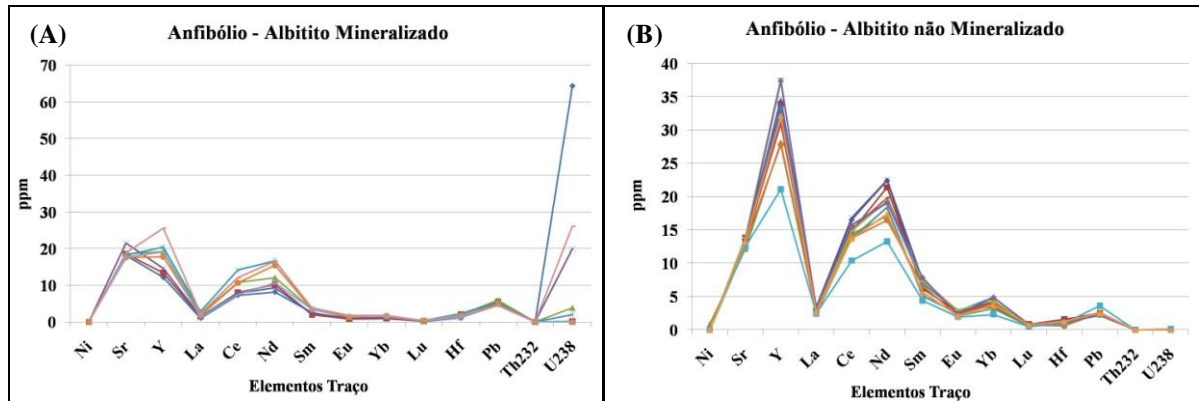 (A)
Anfibólio - Albitito Mineralizado
70
60
50
40
30
20
10
0
ppm
Ni Sr Y La Ce Nd Sm Eu Yb Lu Hf Pb Th232 U238
Elementos Traço
(B)
Anfibólio - Albitito não Mineralizado
40
35
30
25
20
15
10
5
0
ppm
Ni Sr Y La Ce Nd Sm Eu Yb Lu Hf Pb Th232 U238
Elementos Traço